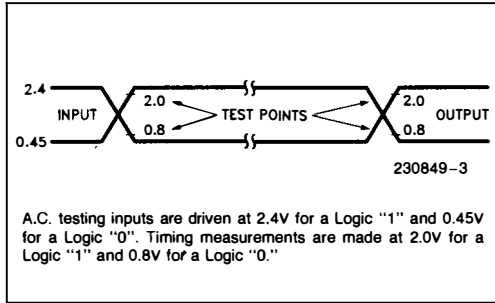 2.4
INPUT
0.45
2.0
0.8
TEST POINTS
2.0
0.8
OUTPUT
230849-3
A.C. testing inputs are driven at 2.4V for a Logic "1" and 0.45V
for a Logic "0". Timing measurements are made at 2.0V for a
Logic "1" and 0.8V for a Logic "0."